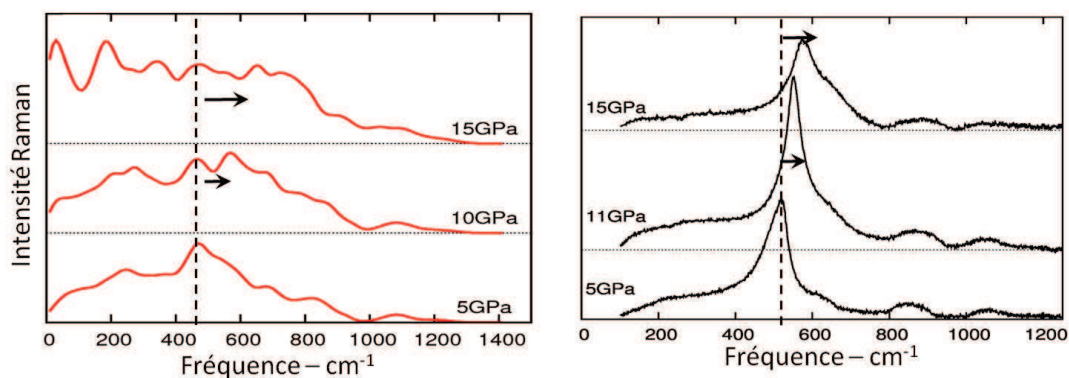 Intensité Raman
15GPa
10GPa
5GPa
0 200 400 600 800 1000 1200 1400
Fréquence – cm-1
15GPa
11GPa
5GPa
0 200 400 600 800 1000 1200
Fréquence – cm-1